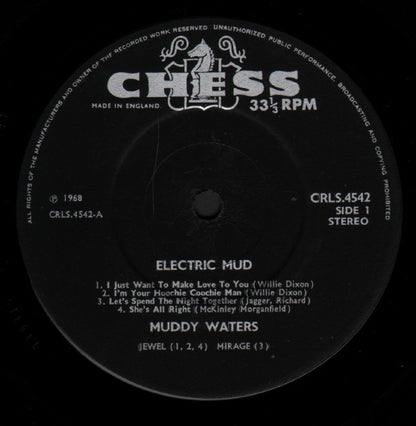 ALL RIGHTS OF THE MANUFACTURERS AND OWNER OF THE RECORDED WORK RESERVED. UNAUTHORIZED PUBLIC PERFORMANCE, BROADCASTING AND COPYING PROHIBITED
CHESS
MADE IN ENGLAND
33⅓ RPM
℗ 1968
CRLS.4542-A
CRLS.4542
SIDE 1
STEREO
ELECTRIC MUD
1. I Just Want To Make Love To You (Willie Dixon)
2. I'm Your Hoochie Coochie Man (Willie Dixon)
3. Let's Spend The Night Together (Jagger, Richard)
4. She's All Right (McKinley Morganfield)
MUDDY WATERS
JEWEL (1, 2, 4) MIRAGE (3)